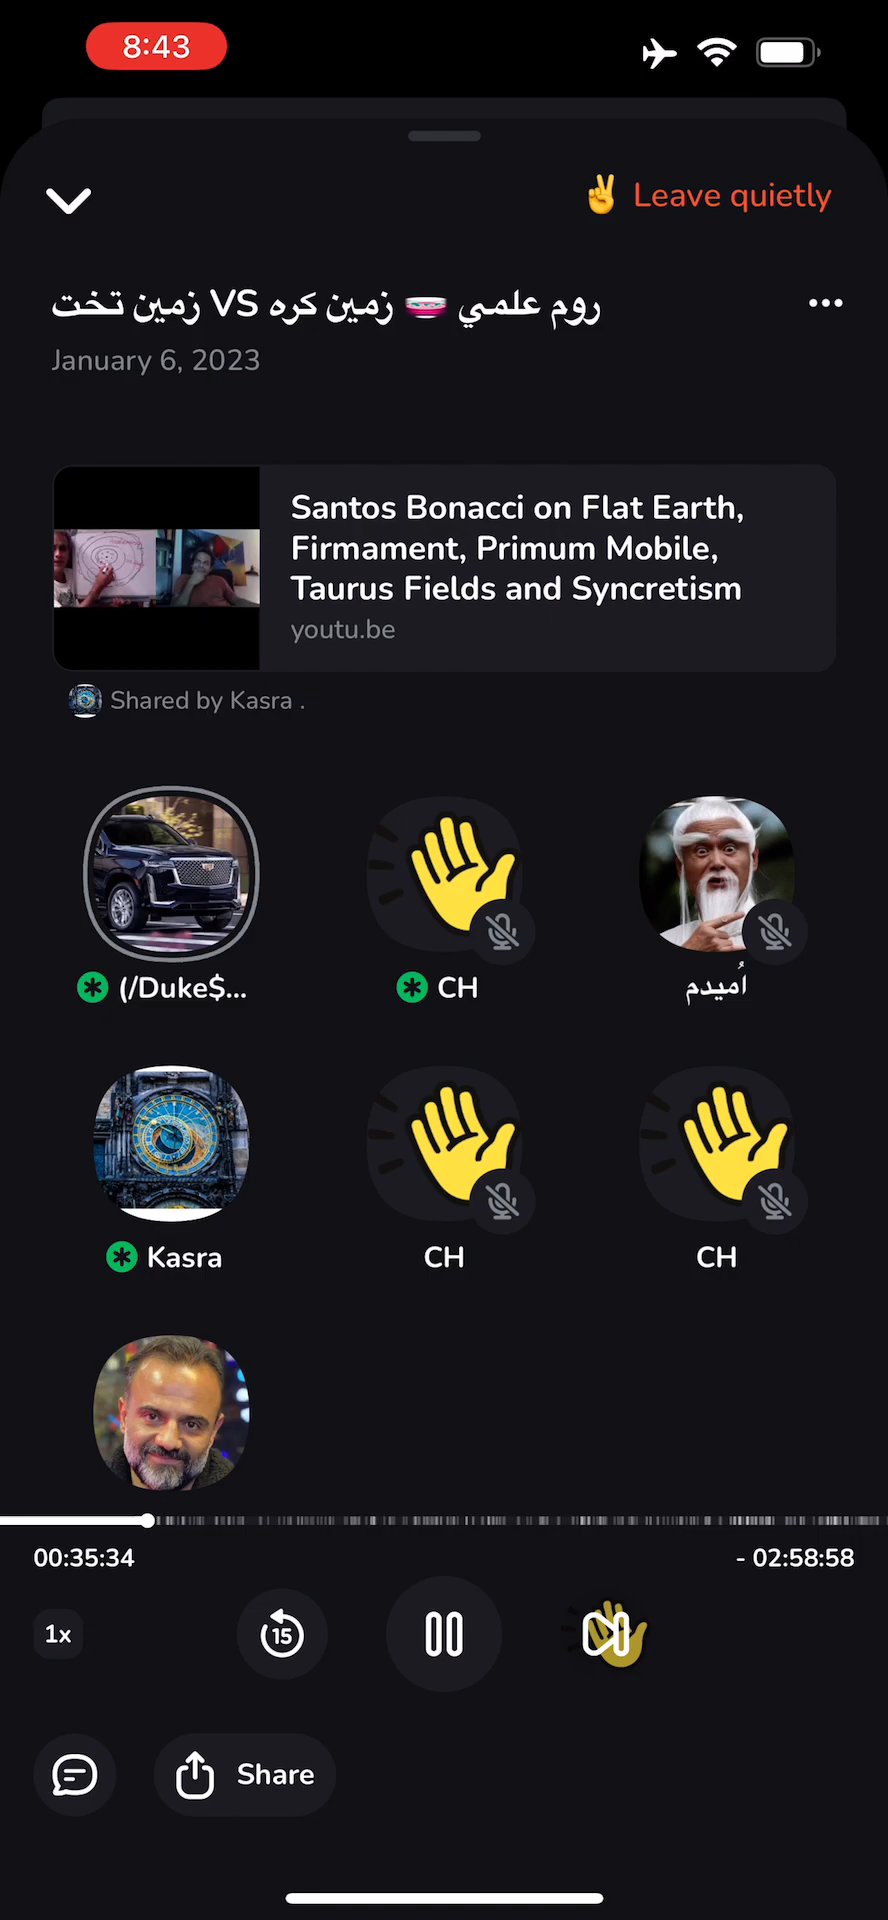 8:43
✌️ Leave quietly
روم علمي زمین کره VS زمین تخت
January 6, 2023
Santos Bonacci on Flat Earth,
Firmament, Primum Mobile,
Taurus Fields and Syncretism
youtu.be
Shared by Kasra .
(/Duke$...
CH
اُمیدم
Kasra
CH
CH
00:35:34
- 02:58:58
1x
15
Share